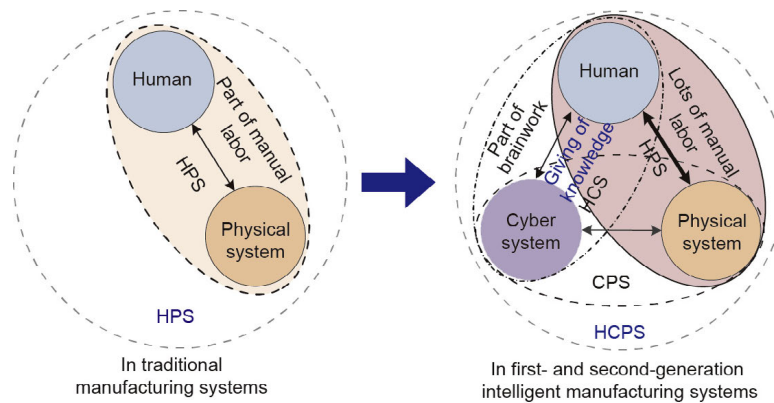 Human
Part of manual
labor
HPS
Physical
system
HPS
In traditional
manufacturing systems
Human
Part of
brainwork
Giving of
knowledge
HCS
Lots of manual
labor
HPS
Cyber
system
Physical
system
CPS
HCPS
In first- and second-generation
intelligent manufacturing systems